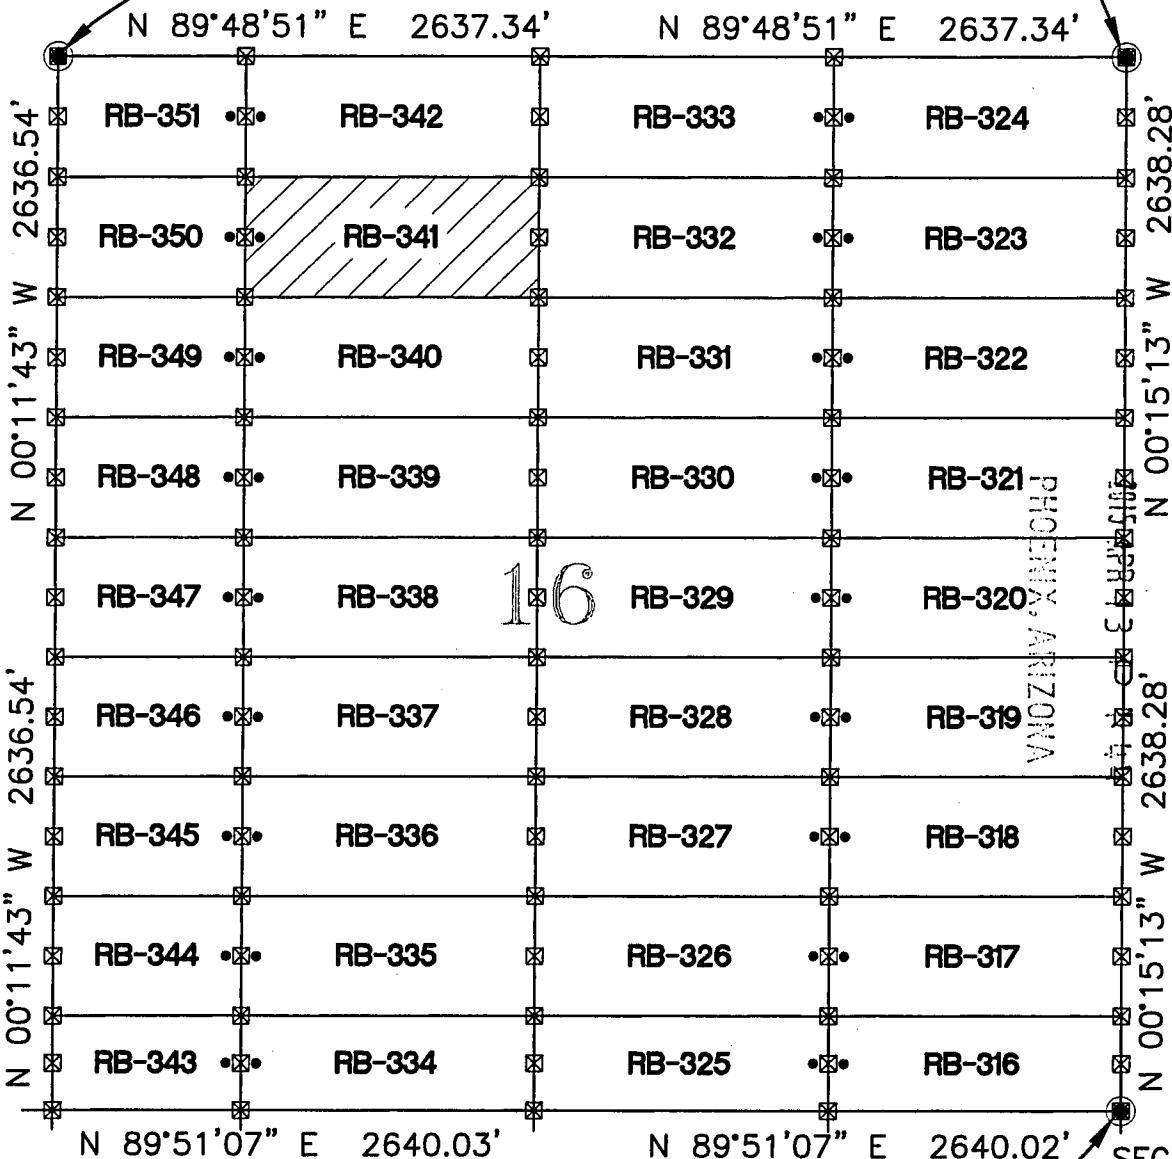 N 89°48'51" E 2637.34' N 89°48'51" E 2637.34'
N 00°11'43" W 2636.54'
N 00°15'13" W 2638.28'
RB-351 RB-342 RB-333 RB-324
RB-350 RB-341 RB-332 RB-323
RB-349 RB-340 RB-331 RB-322
RB-348 RB-339 RB-330 RB-321
16
RB-347 RB-338 RB-329 RB-320
RB-346 RB-337 RB-328 RB-319
RB-345 RB-336 RB-327 RB-318
RB-344 RB-335 RB-326 RB-317
RB-343 RB-334 RB-325 RB-316
PHOENIX, ARIZONA
2015 APR 13 P
N 00°11'43" W 2636.54'
N 00°15'13" W 2638.28'
N 89°51'07" E 2640.03' N 89°51'07" E 2640.02'